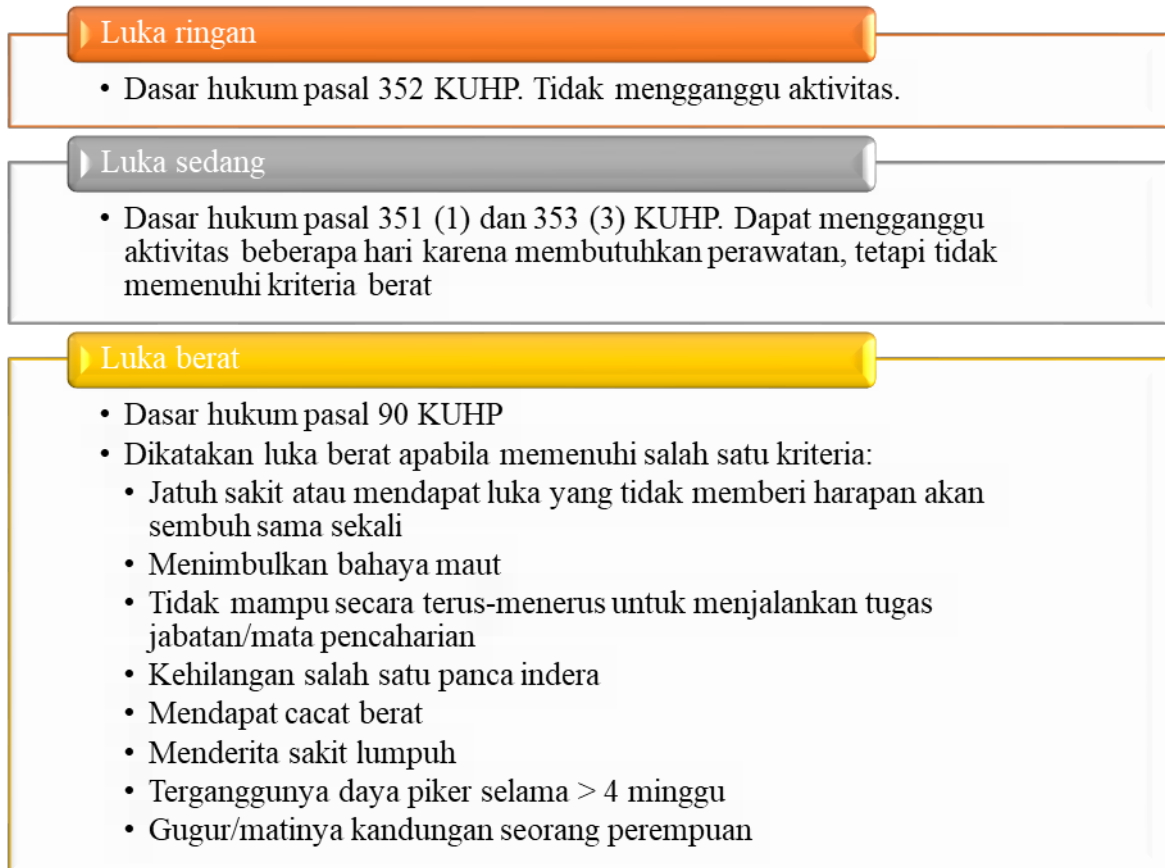 Luka ringan
• Dasar hukum pasal 352 KUHP. Tidak mengganggu aktivitas.
Luka sedang
• Dasar hukum pasal 351 (1) dan 353 (3) KUHP. Dapat mengganggu
aktivitas beberapa hari karena membutuhkan perawatan, tetapi tidak
memenuhi kriteria berat
Luka berat
• Dasar hukum pasal 90 KUHP
• Dikatakan luka berat apabila memenuhi salah satu kriteria:
• Jatuh sakit atau mendapat luka yang tidak memberi harapan akan
sembuh sama sekali
• Menimbulkan bahaya maut
• Tidak mampu secara terus-menerus untuk menjalankan tugas
jabatan/mata pencaharian
• Kehilangan salah satu panca indera
• Mendapat cacat berat
• Menderita sakit lumpuh
• Terganggunya daya piker selama > 4 minggu
• Gugur/matinya kandungan seorang perempuan